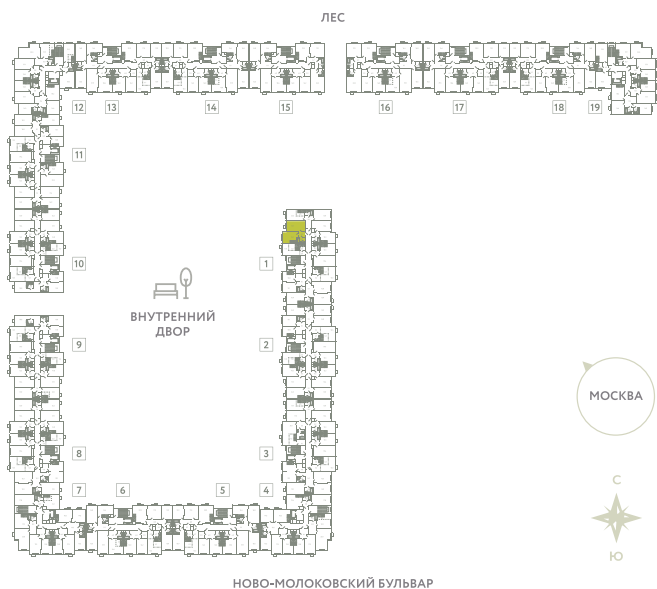 ЛЕС
12 13 14 15 16 17 18 19
11
10 1
ВНУТРЕННИЙ
ДВОР
9 2
МОСКВА
8 3
7 6 5 4
С
Ю
НОВО-МОЛОКОВСКИЙ БУЛЬВАР